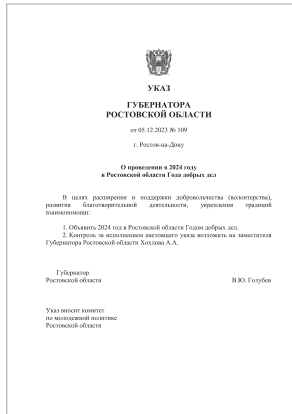 УКАЗ
ГУБЕРНАТОРА
РОСТОВСКОЙ ОБЛАСТИ
от 05.12.2023 № 109
г. Ростов-на-Дону
О проведении в 2024 году
в Ростовской области Года добрых дел
В целях расширения и поддержки добровольчества (волонтерства),
развития благотворительной деятельности, укрепления традиций
взаимопомощи:
1. Объявить 2024 год в Ростовской области Годом добрых дел.
2. Контроль за исполнением настоящего указа возложить на заместителя
Губернатора Ростовской области Хохлова А.А.
Губернатор
Ростовской области В.Ю. Голубев
Указ вносит комитет
по молодежной политике
Ростовской области